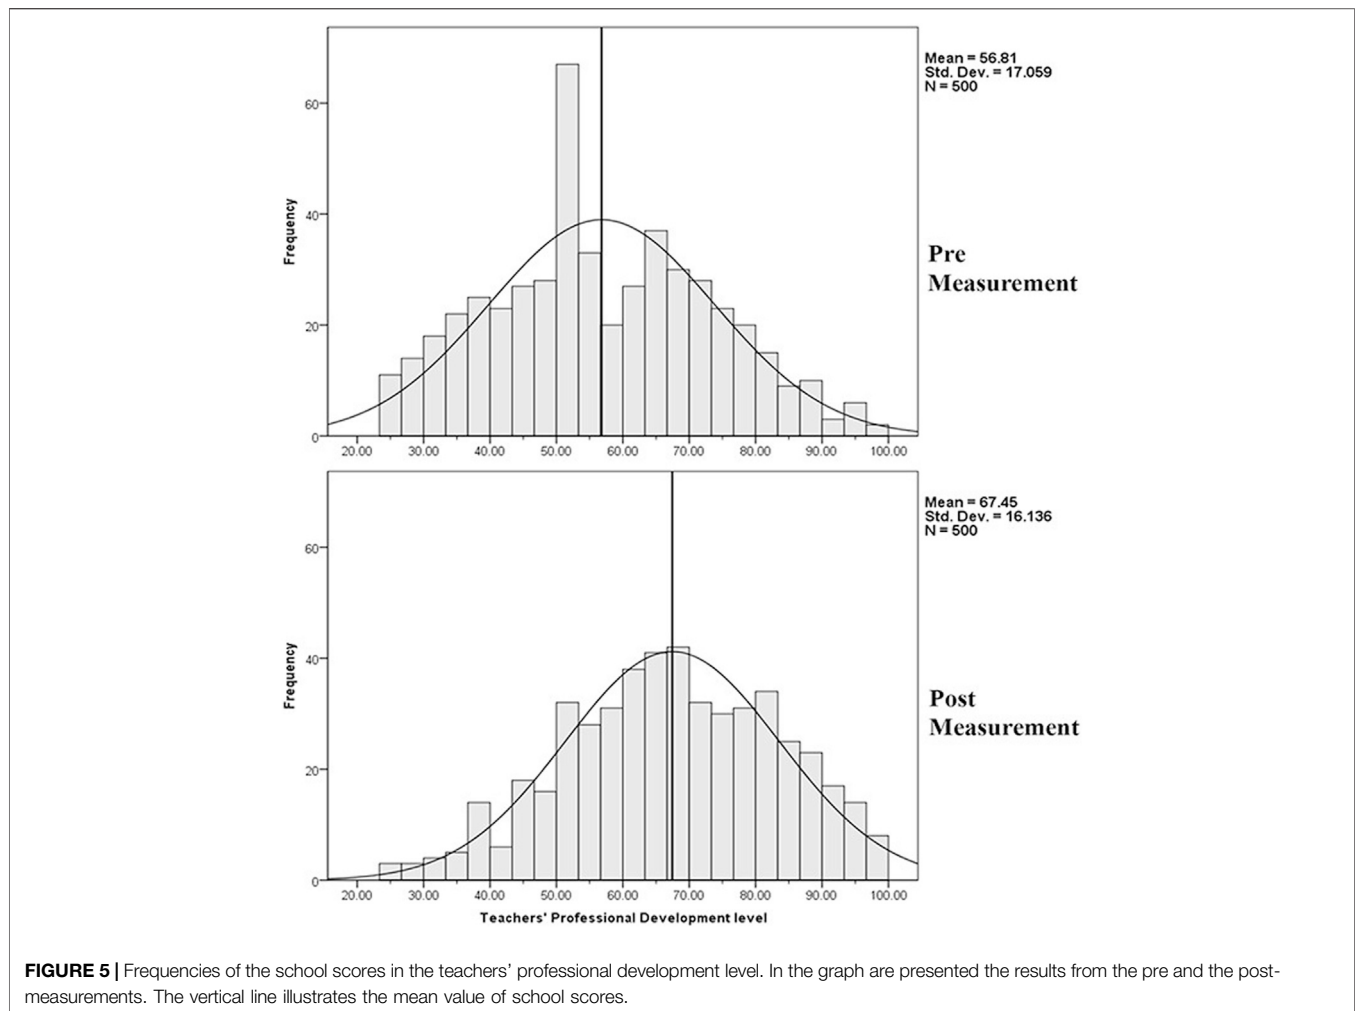 Mean = 56.81
Std. Dev. = 17.059
N = 500
60
40
20
0
Frequency
Pre
Measurement
20.00 30.00 40.00 50.00 60.00 70.00 80.00 90.00 100.00
Mean = 67.45
Std. Dev. = 16.136
N = 500
60
40
20
0
Frequency
Post
Measurement
20.00 30.00 40.00 50.00 60.00 70.00 80.00 90.00 100.00
Teachers' Professional Development level
FIGURE 5 | Frequencies of the school scores in the teachers’ professional development level. In the graph are presented the results from the pre and the post-
measurements. The vertical line illustrates the mean value of school scores.